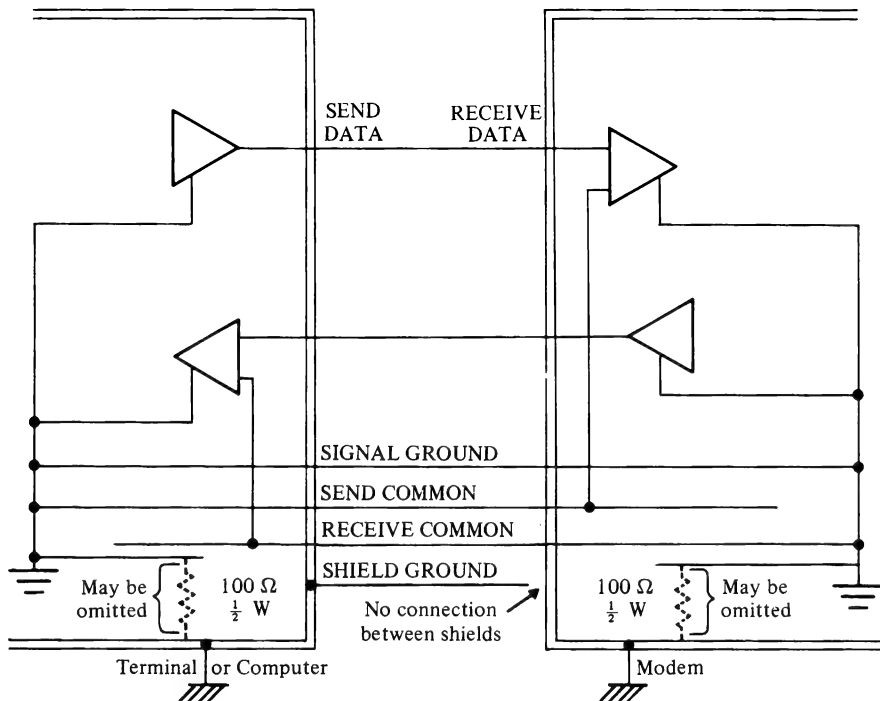 SEND
DATA
RECEIVE
DATA
SIGNAL GROUND
SEND COMMON
RECEIVE COMMON
SHIELD GROUND
May be
omitted
100 Ω
1/2 W
No connection
between shields
100 Ω
1/2 W
May be
omitted
Terminal or Computer
Modem